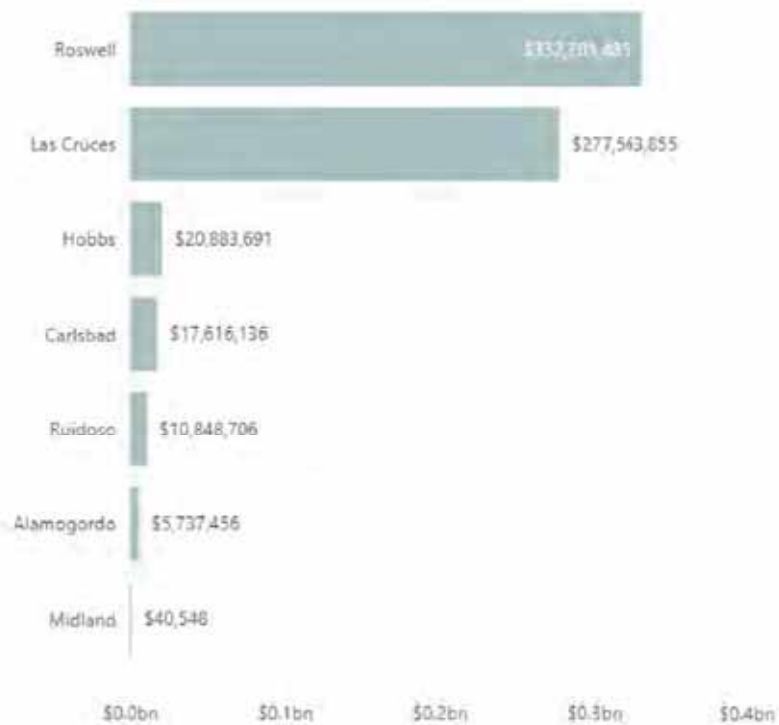 Roswell
Las Cruces $277,543,855
Hobbs $20,883,691
Carlsbad $17,616,136
Ruidoso $10,848,706
Alamogordo $5,737,456
Midland $40,548
$0.0bn $0.1bn $0.2bn $0.3bn $0.4bn